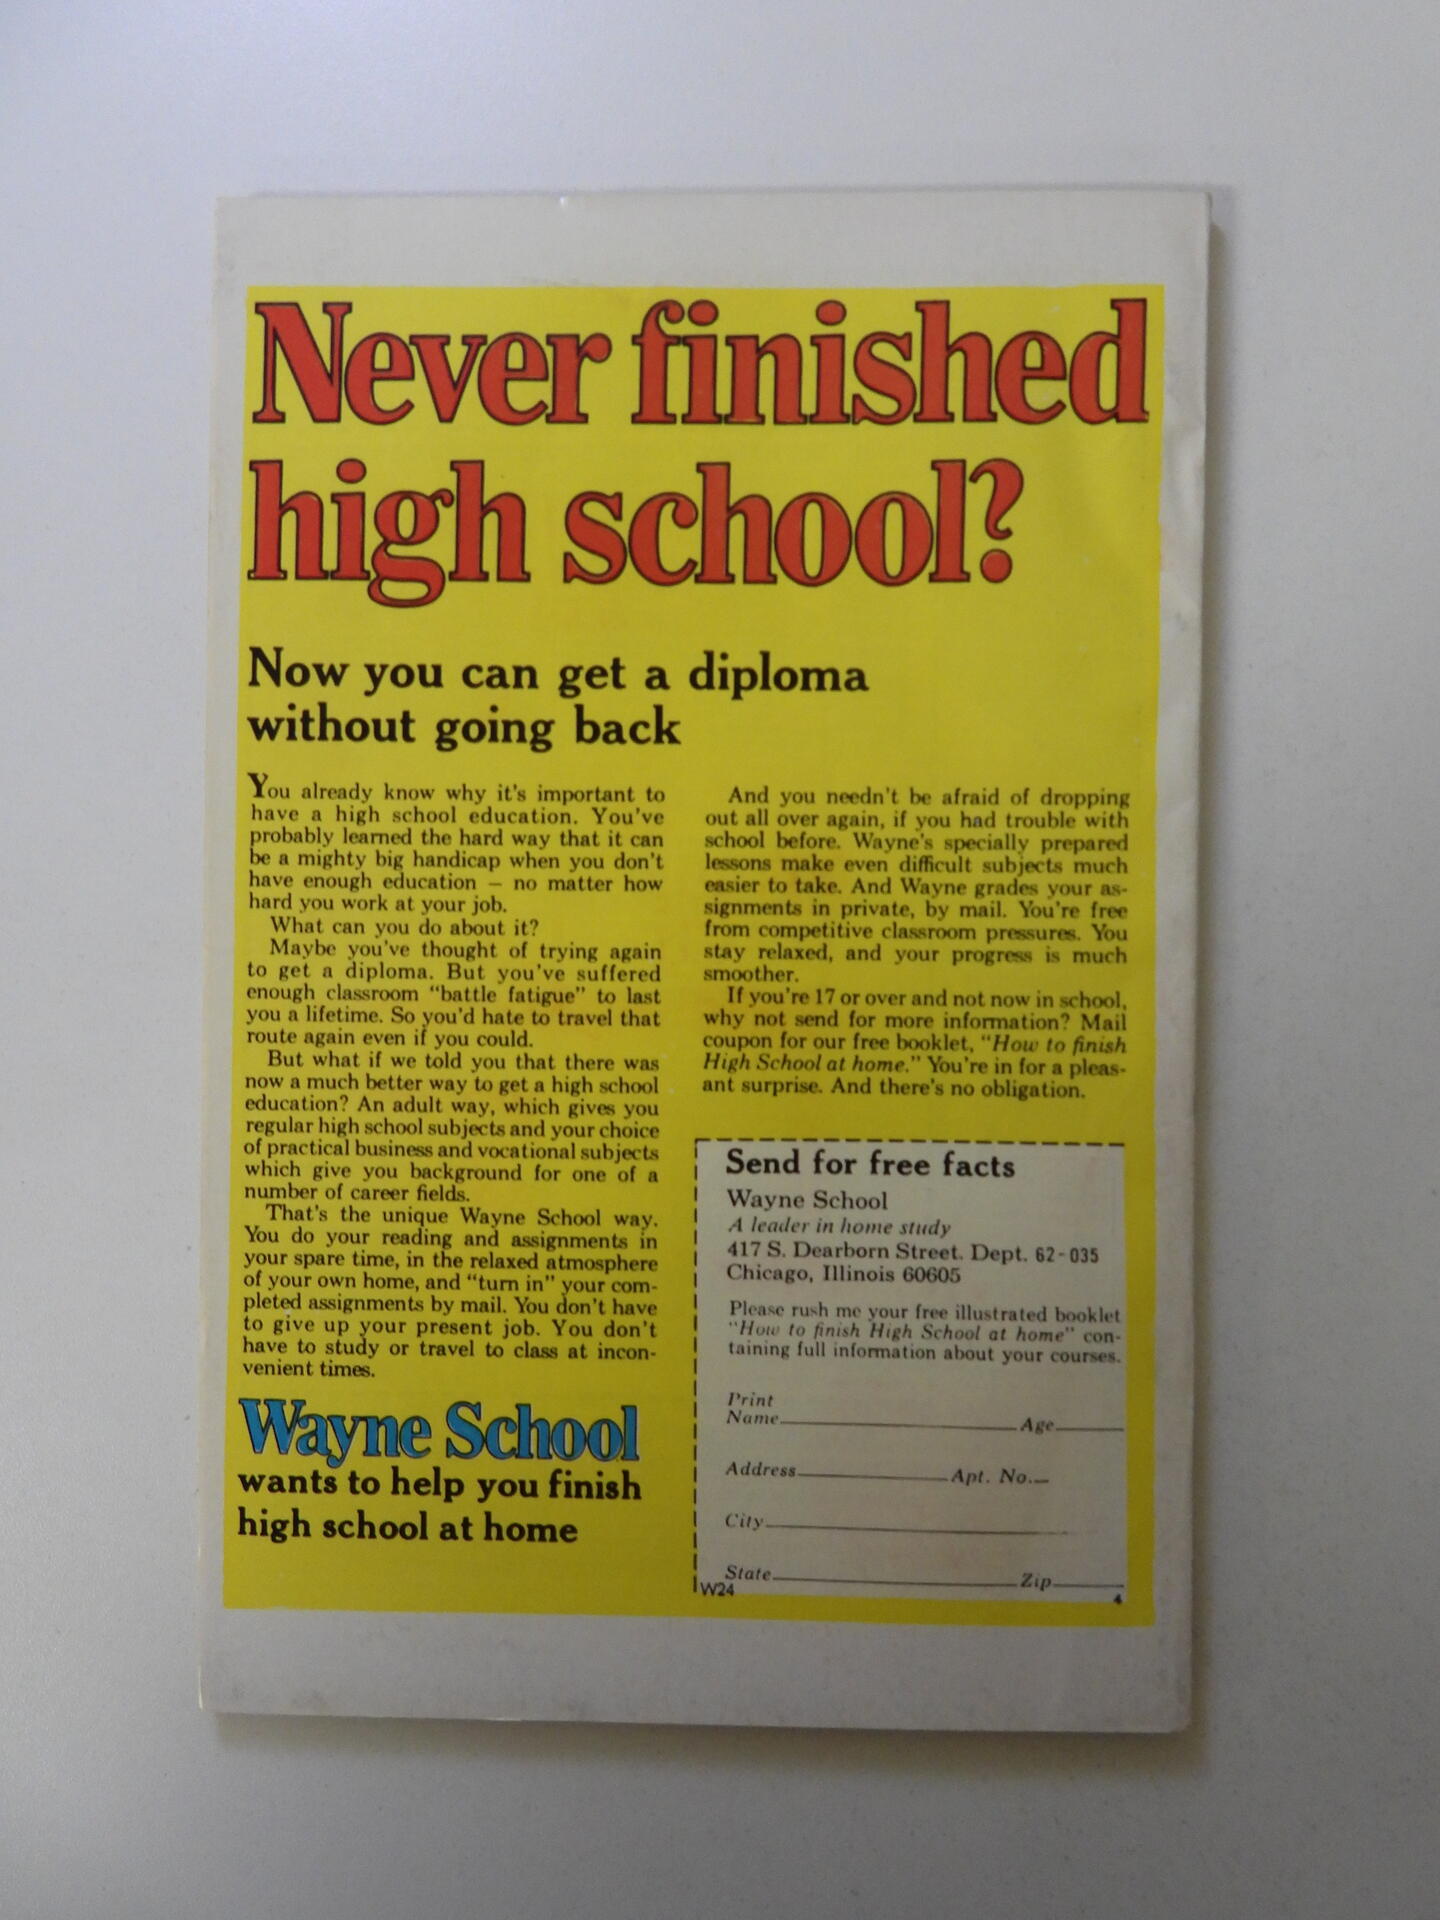 Never finished
high school?
Now you can get a diploma
without going back
You already know why it's important to
have a high school education. You've
probably learned the hard way that it can
be a mighty big handicap when you don't
have enough education — no matter how
hard you work at your job.
What can you do about it?
Maybe you've thought of trying again
to get a diploma. But you've suffered
enough classroom "battle fatigue" to last
you a lifetime. So you'd hate to travel that
route again even if you could.
But what if we told you that there was
now a much better way to get a high school
education? An adult way, which gives you
regular high school subjects and your choice
of practical business and vocational subjects
which give you background for one of a
number of career fields.
That's the unique Wayne School way.
You do your reading and assignments in
your spare time, in the relaxed atmosphere
of your own home, and "turn in" your com-
pleted assignments by mail. You don't have
to give up your present job. You don't
have to study or travel to class at incon-
venient times.
Wayne School
wants to help you finish
high school at home
And you needn't be afraid of dropping
out all over again, if you had trouble with
school before. Wayne's specially prepared
lessons make even difficult subjects much
easier to take. And Wayne grades your as-
signments in private, by mail. You're free
from competitive classroom pressures. You
stay relaxed, and your progress is much
smoother.
If you're 17 or over and not now in school,
why not send for more information? Mail
coupon for our free booklet, "How to finish
High School at home." You're in for a pleas-
ant surprise. And there's no obligation.
Send for free facts
Wayne School
A leader in home study
417 S. Dearborn Street. Dept. 62-035
Chicago, Illinois 60605
Please rush me your free illustrated booklet
"How to finish High School at home" con-
taining full information about your courses.
Print
Name Age
Address Apt. No.
City
State Zip
W24 4